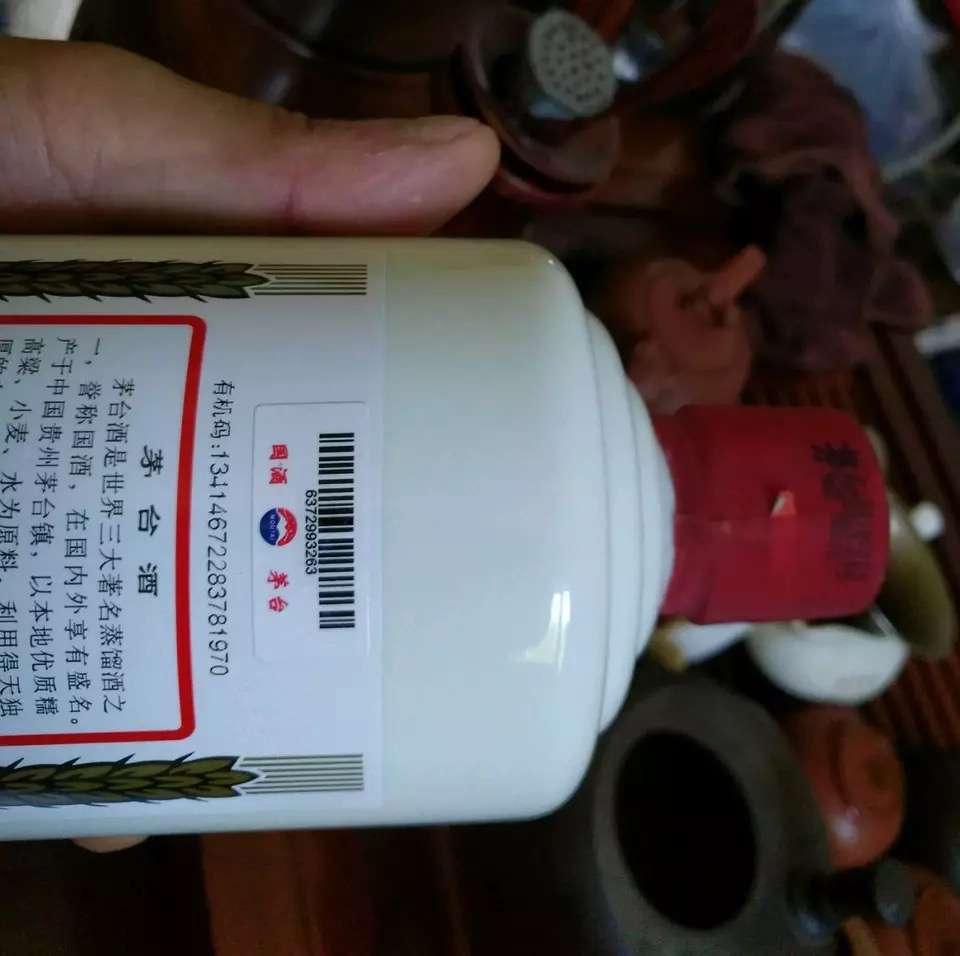 6372993263
国酒 MOUTAI 茅台
有机码:13414672283781970
茅台酒
茅台酒是世界三大著名蒸馏酒之
一，誉称国酒，在国内外享有盛名。
产于中国贵州茅台镇，以本地优质糯
高粱、小麦、水为原料，利用得天独